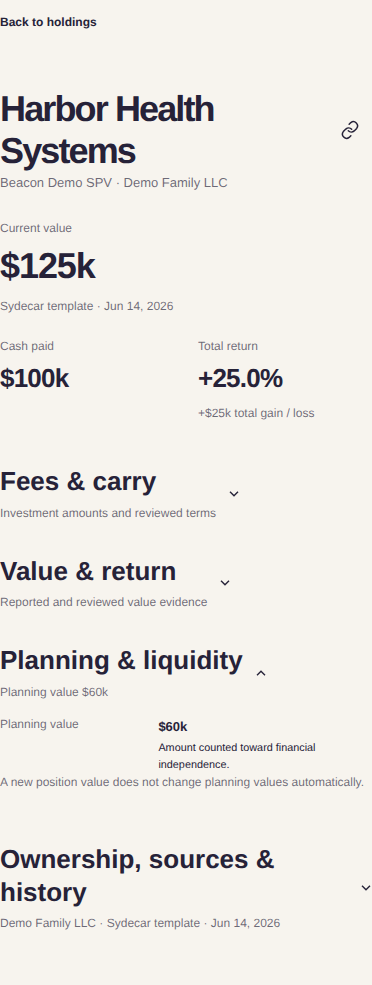 Back to holdings
Harbor Health
Systems
Beacon Demo SPV · Demo Family LLC
Current value
$125k
Sydecar template · Jun 14, 2026
Cash paid
$100k
Total return
+25.0%
+$25k total gain / loss
Fees & carry
Investment amounts and reviewed terms
Value & return
Reported and reviewed value evidence
Planning & liquidity
Planning value $60k
Planning value
$60k
Amount counted toward financial
independence.
A new position value does not change planning values automatically.
Ownership, sources &
history
Demo Family LLC · Sydecar template · Jun 14, 2026